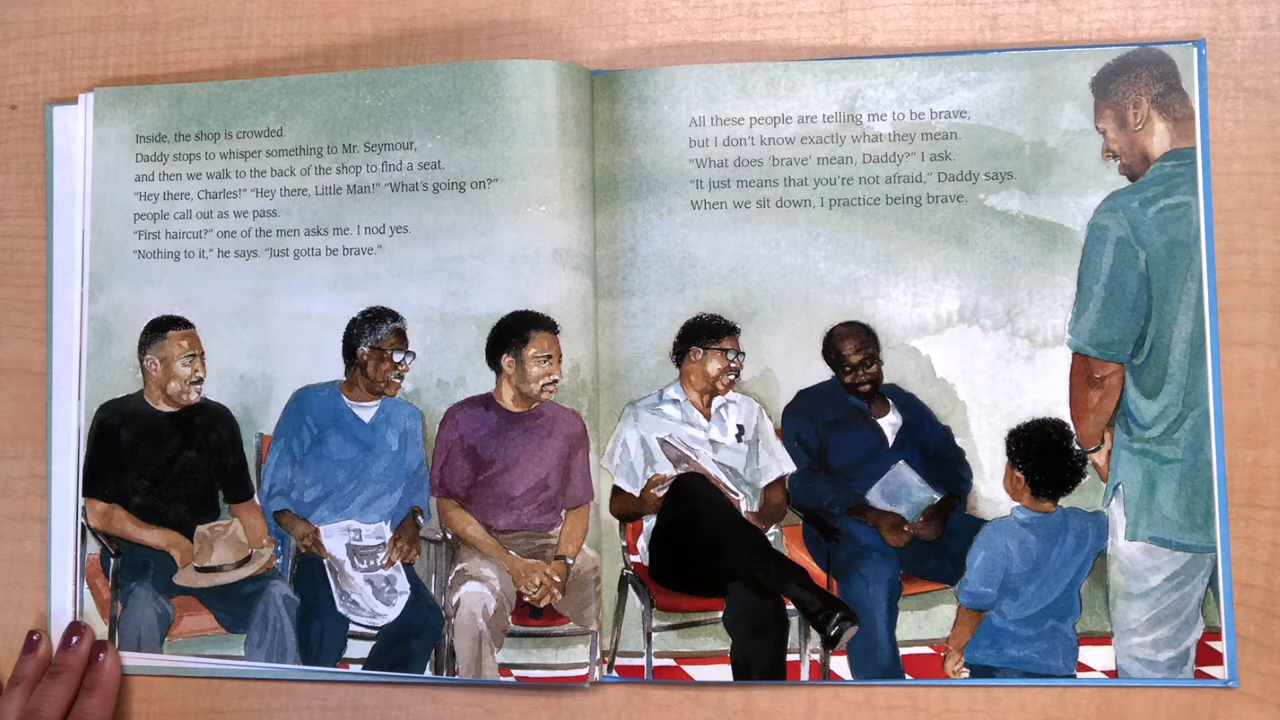 Inside, the shop is crowded.
Daddy stops to whisper something to Mr. Seymour,
and then we walk to the back of the shop to find a seat.
“Hey there, Charles!” “Hey there, Little Man!” “What’s going on?”
people call out as we pass.
“First haircut?” one of the men asks me. I nod yes.
“Nothing to it,” he says. “Just gotta be brave.”
All these people are telling me to be brave,
but I don’t know exactly what they mean.
“What does ‘brave’ mean, Daddy?” I ask.
“It just means that you’re not afraid,” Daddy says.
When we sit down, I practice being brave.